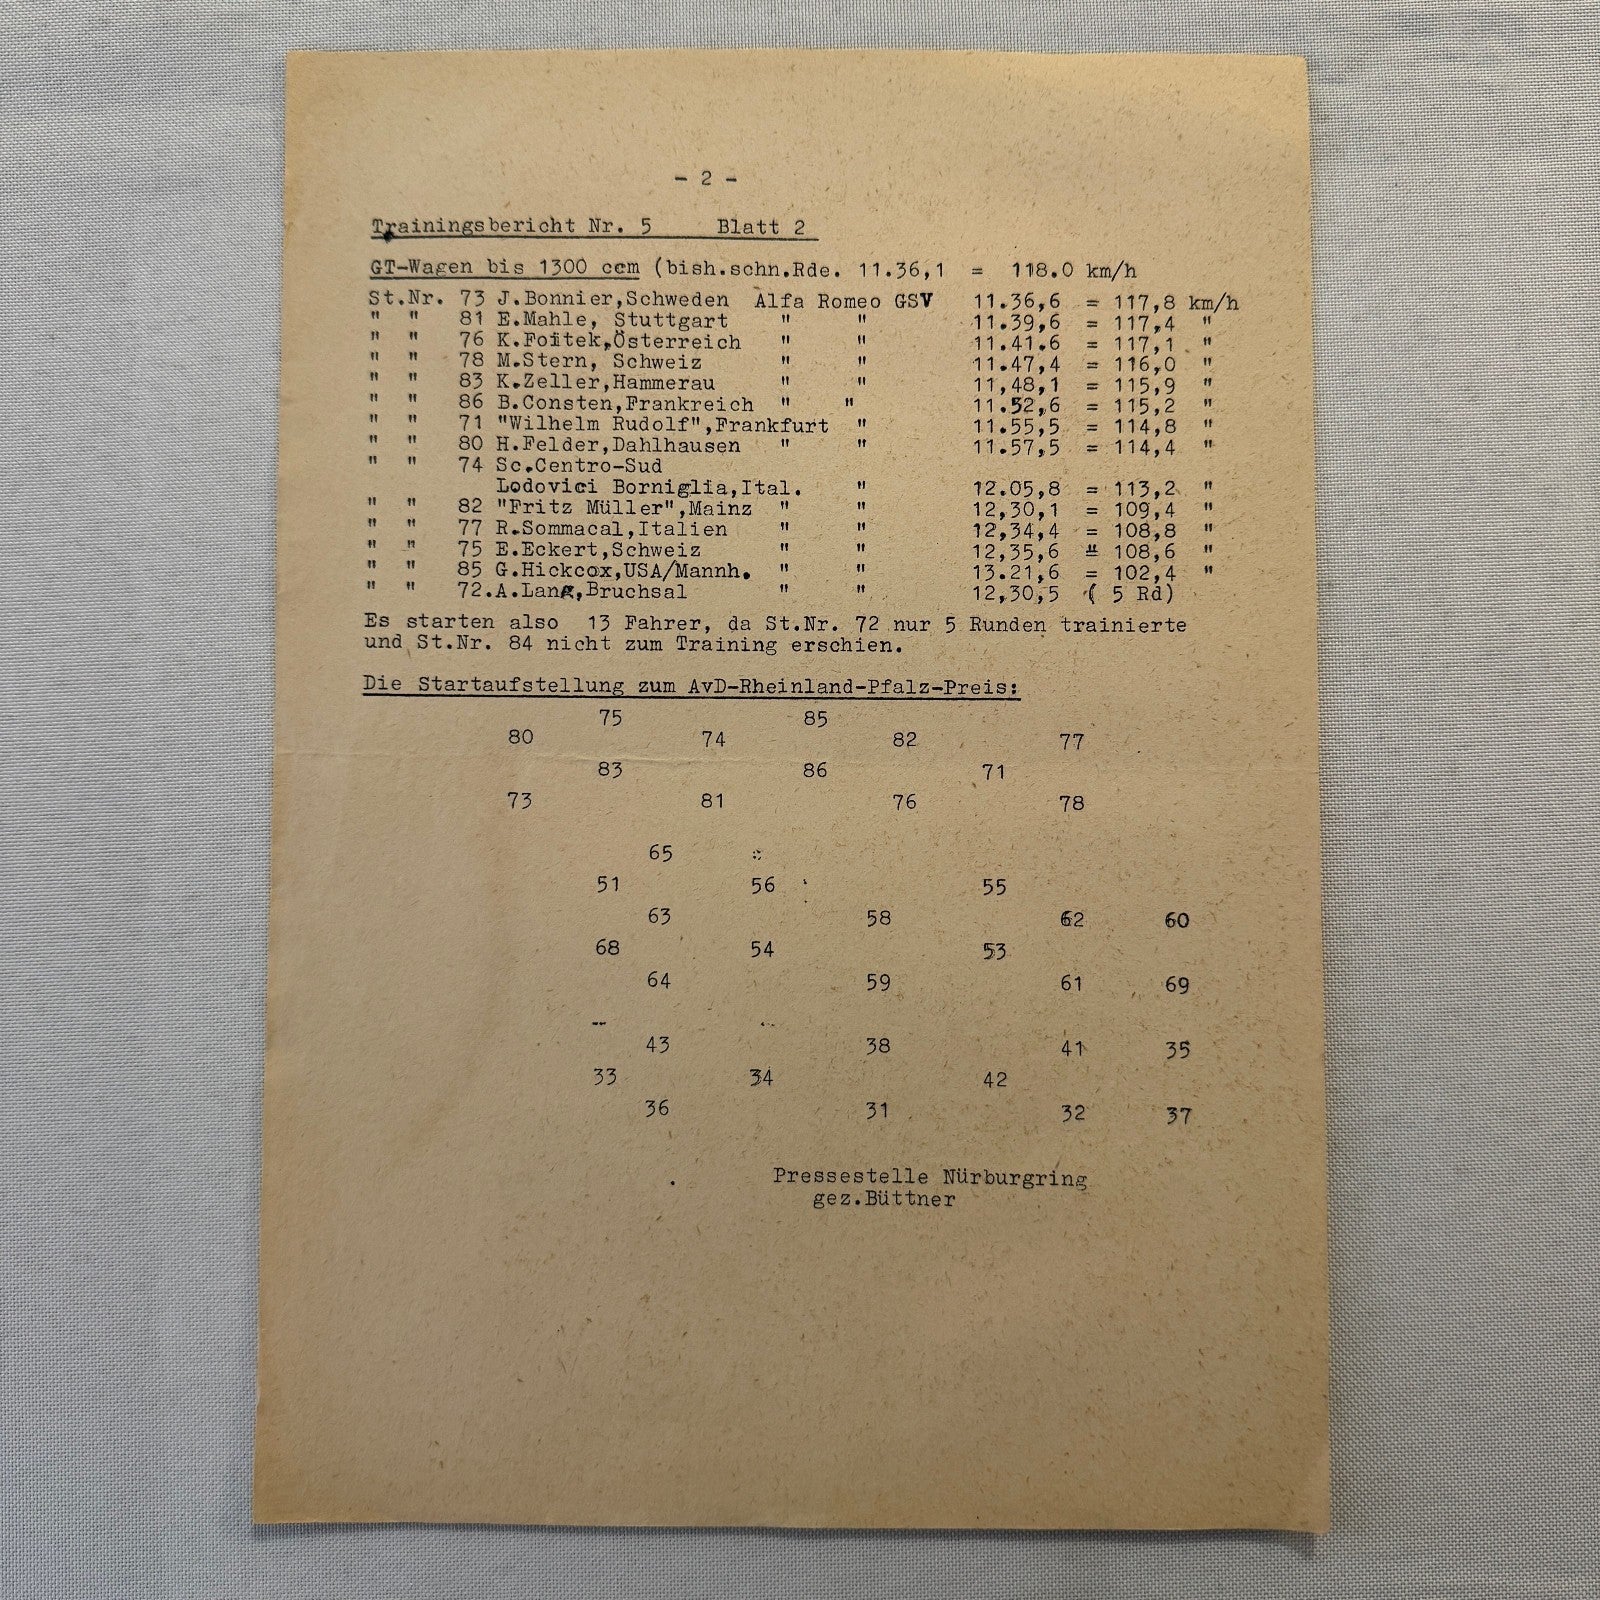 - 2 -
Trainingsbericht Nr. 5 Blatt 2
GT-Wagen bis 1300 ccm (bish.schn.Rde. 11.36,1 = 118.0 km/h
St.Nr. 73 J.Bonnier,Schweden Alfa Romeo GSV 11.36,6 = 117,8 km/h
" " 81 E.Mahle, Stuttgart " " 11.39,6 = 117,4 "
" " 76 K.Foitek,Österreich " " 11.41.6 = 117,1 "
" " 78 M.Stern, Schweiz " " 11.47,4 = 116,0 "
" " 83 K.Zeller,Hammerau " " 11,48,1 = 115,9 "
" " 86 B.Consten,Frankreich " " 11.52,6 = 115,2 "
" " 71 "Wilhelm Rudolf",Frankfurt " 11.55,5 = 114,8 "
" " 80 H.Felder,Dahlhausen " " 11.57,5 = 114,4 "
" " 74 Sc.Centro-Sud
Lodovici Borniglia,Ital. " 12.05,8 = 113,2 "
" " 82 "Fritz Müller",Mainz " " 12,30,1 = 109,4 "
" " 77 R.Sommacal,Italien " " 12,34,4 = 108,8 "
" " 75 E.Eckert,Schweiz " " 12,35,6 = 108,6 "
" " 85 G.Hickcox,USA/Mannh. " " 13.21,6 = 102,4 "
" " 72.A.Lang,Bruchsal " " 12,30,5 ( 5 Rd)
Es starten also 13 Fahrer, da St.Nr. 72 nur 5 Runden trainierte
und St.Nr. 84 nicht zum Training erschien.
Die Startaufstellung zum AvD-Rheinland-Pfalz-Preis:
75 85
80 74 82 77
83 86 71
73 81 76 78
65
51 56 55
63 58 62 60
68 54 53
64 59 61 69
43 38 41 35
33 34 42
36 31 32 37
Pressestelle Nürburgring
gez.Büttner